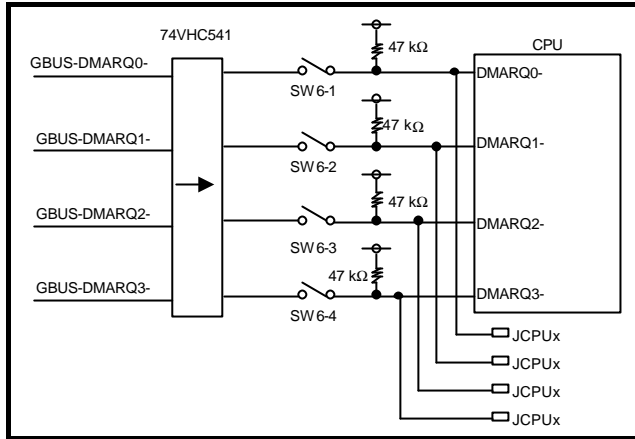 74VHC541
CPU
47 kΩ
GBUS-DMARQ0-
DMARQ0-
SW6-1
47 kΩ
GBUS-DMARQ1-
DMARQ1-
SW6-2
47 kΩ
GBUS-DMARQ2-
DMARQ2-
SW6-3
47 kΩ
GBUS-DMARQ3-
DMARQ3-
SW6-4
JCPUx
JCPUx
JCPUx
JCPUx